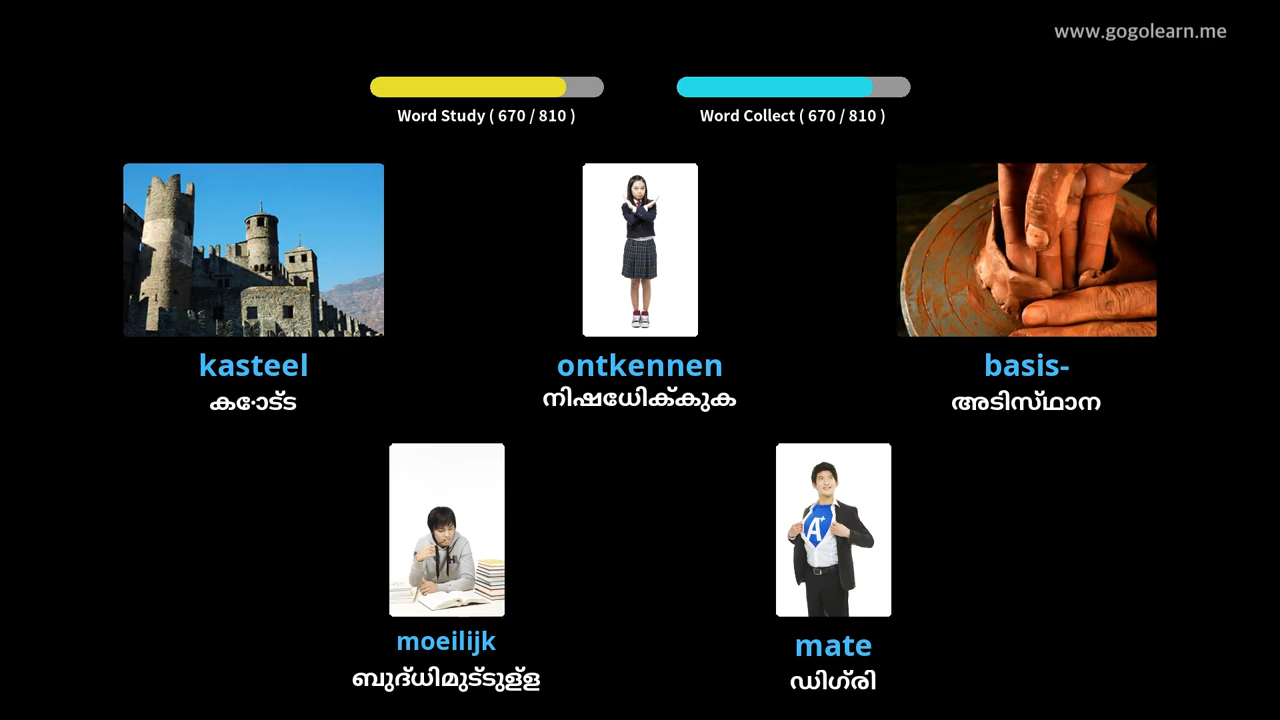 www.gogolearn.me
Word Study ( 670 / 810 )
Word Collect ( 670 / 810 )
kasteel
ontkennen
basis-
കോട്ട
നിഷേധിക്കുക
അടിസ്ഥാന
A+
moeilijk
mate
ബുദ്ധിമുട്ടുള്ള
ഡിഗ്രി